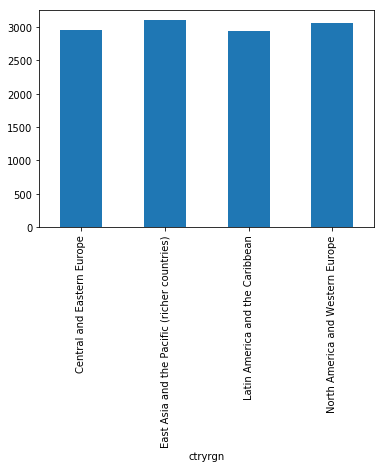 3000
2500
2000
1500
1000
500
0
Central and Eastern Europe
East Asia and the Pacific (richer countries)
Latin America and the Caribbean
North America and Western Europe
ctryrgn